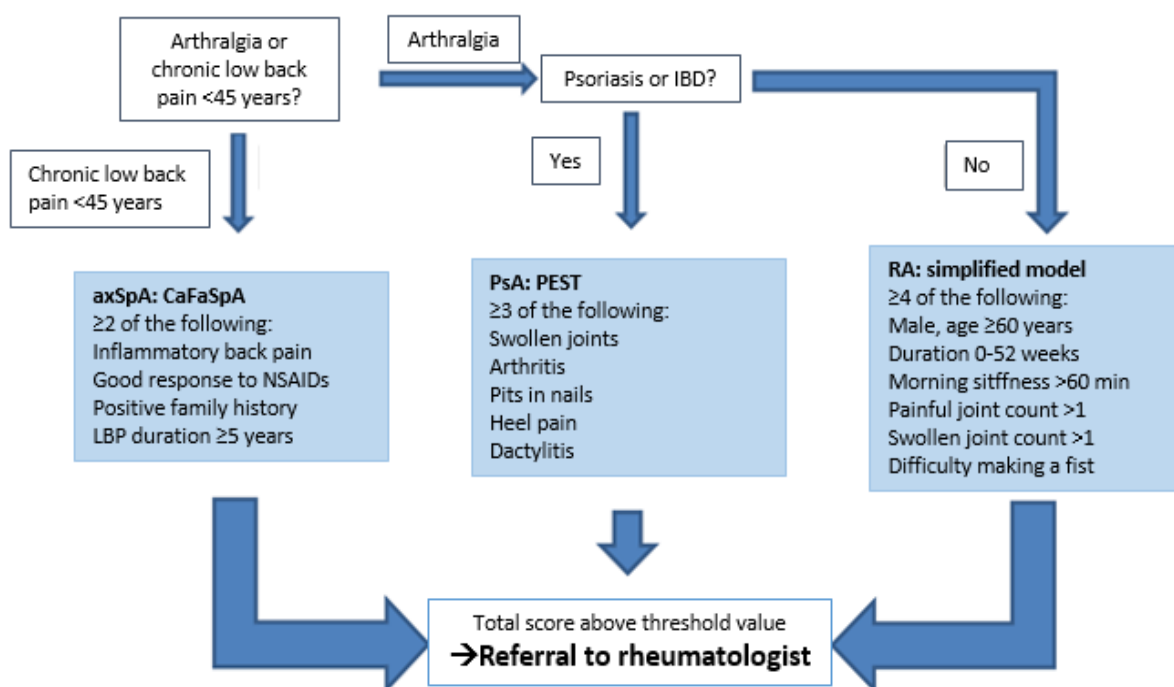 Arthralgia or
chronic low back
pain <45 years?
Arthralgia
Psoriasis or IBD?
Chronic low back
pain <45 years
Yes
No
axSpA: CaFaSpA
≥2 of the following:
Inflammatory back pain
Good response to NSAIDs
Positive family history
LBP duration ≥5 years
PsA: PEST
≥3 of the following:
Swollen joints
Arthritis
Pits in nails
Heel pain
Dactylitis
RA: simplified model
≥4 of the following:
Male, age ≥60 years
Duration 0-52 weeks
Morning sitffness >60 min
Painful joint count >1
Swollen joint count >1
Difficulty making a fist
Total score above threshold value
→Referral to rheumatologist